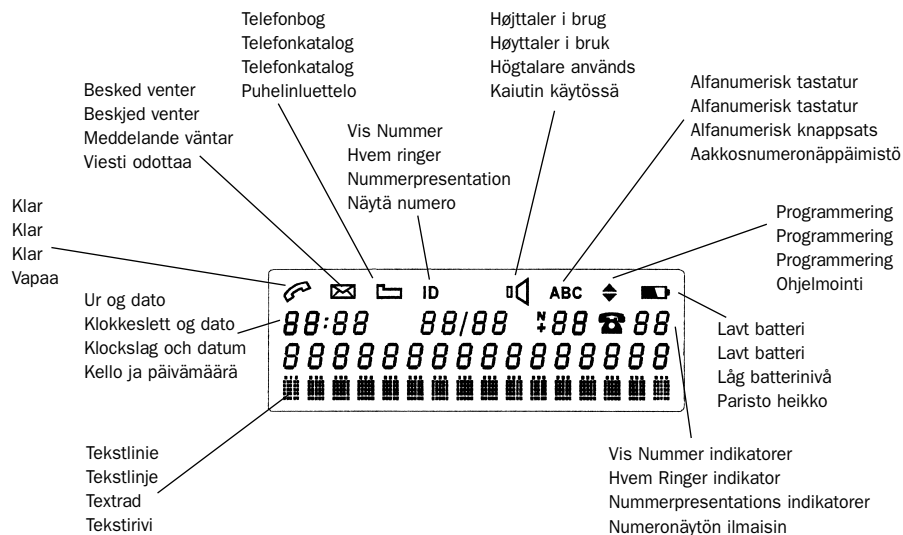 Telefonbog
Telefonkatalog
Telefonkatalog
Puhelinluettelo
Højttaler i brug
Høyttaler i bruk
Högtalare används
Kaiutin käytössä
Besked venter
Beskjed venter
Meddelande väntar
Viesti odottaa
Alfanumerisk tastatur
Alfanumerisk tastatur
Alfanumerisk knappsats
Aakkosnumeronäppäimistö
Vis Nummer
Hvem ringer
Nummerpresentation
Näytä numero
Klar
Klar
Klar
Vapaa
Programmering
Programmering
Programmering
Ohjelmointi
Ur og dato
Klokkeslett og dato
Klockslag och datum
Kello ja päivämäärä
ID ABC
88:88 88/88 N+88 88
8888888888888888
Lavt batteri
Lavt batteri
Låg batterinivå
Paristo heikko
Tekstlinie
Tekstlinje
Textrad
Tekstirivi
Vis Nummer indikatorer
Hvem Ringer indikator
Nummerpresentations indikatorer
Numeronäytön ilmaisin